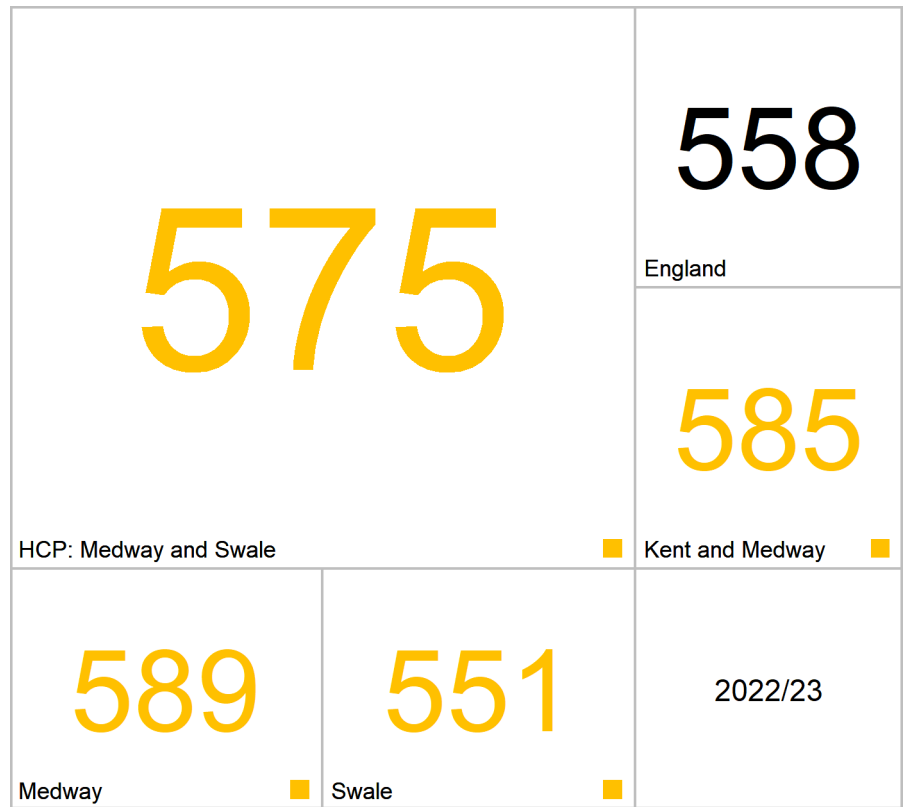 575
HCP: Medway and Swale
558
England
585
Kent and Medway
589
Medway
551
Swale
2022/23